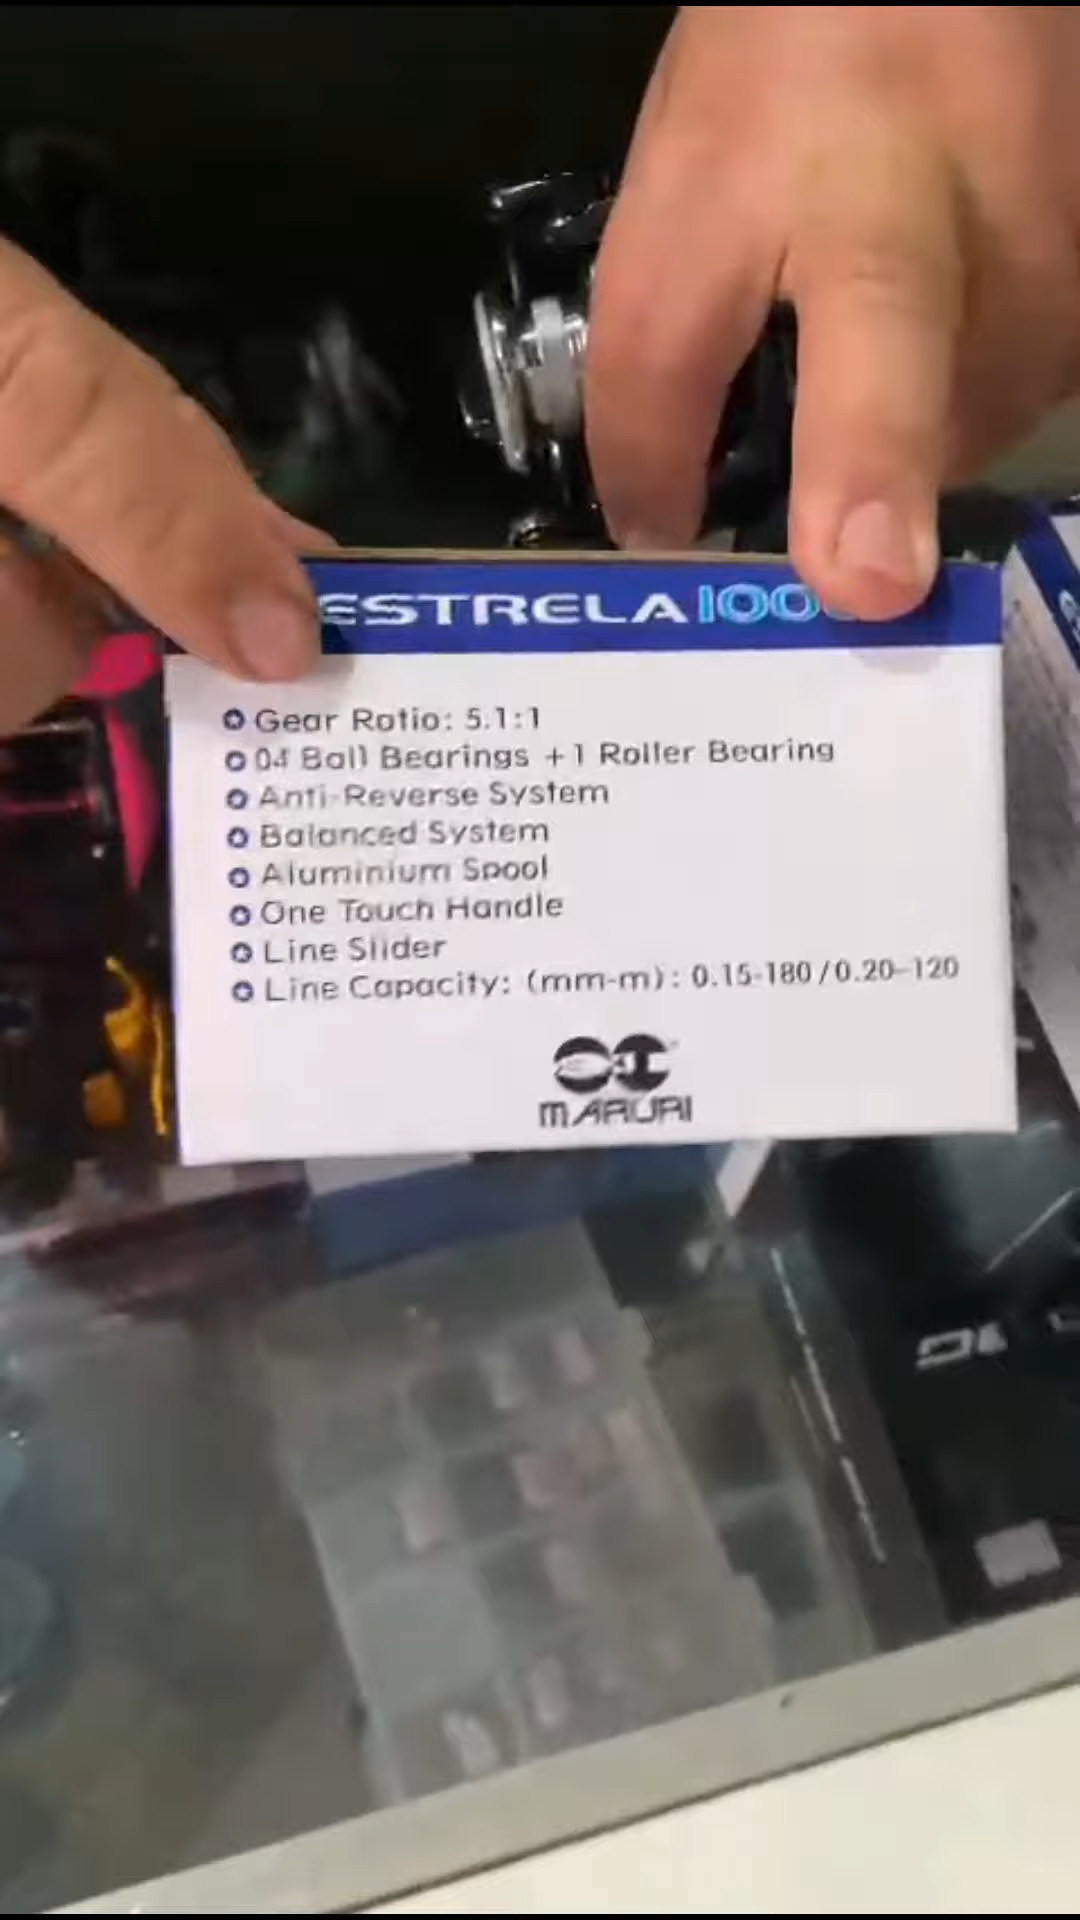 ESTRELA 100
Gear Ratio: 5.1:1
04 Ball Bearings + 1 Roller Bearing
Anti-Reverse System
Balanced System
Aluminium Spool
One Touch Handle
Line Slider
Line Capacity: (mm-m): 0.15-180/0.20-120
MARURI